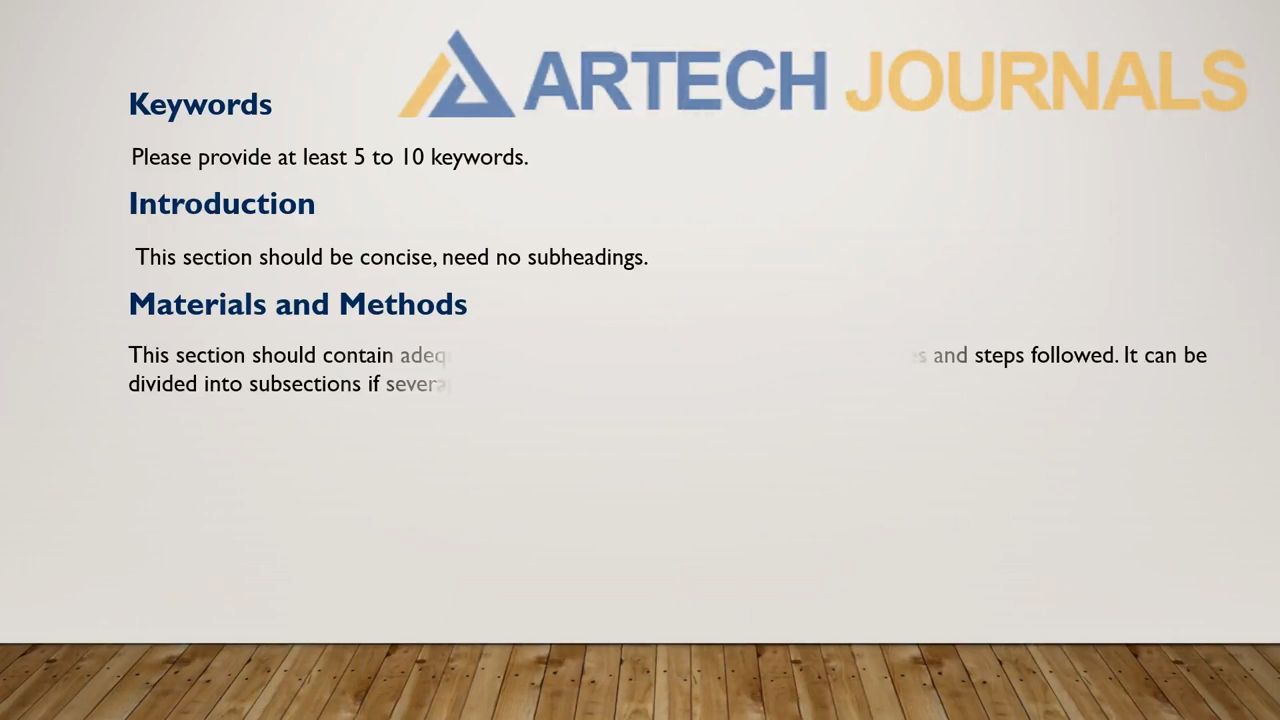 ARTECH JOURNALS
Keywords
Please provide at least 5 to 10 keywords.
Introduction
This section should be concise, need no subheadings.
Materials and Methods
This section should contain and steps followed. It can be
divided into subsections if